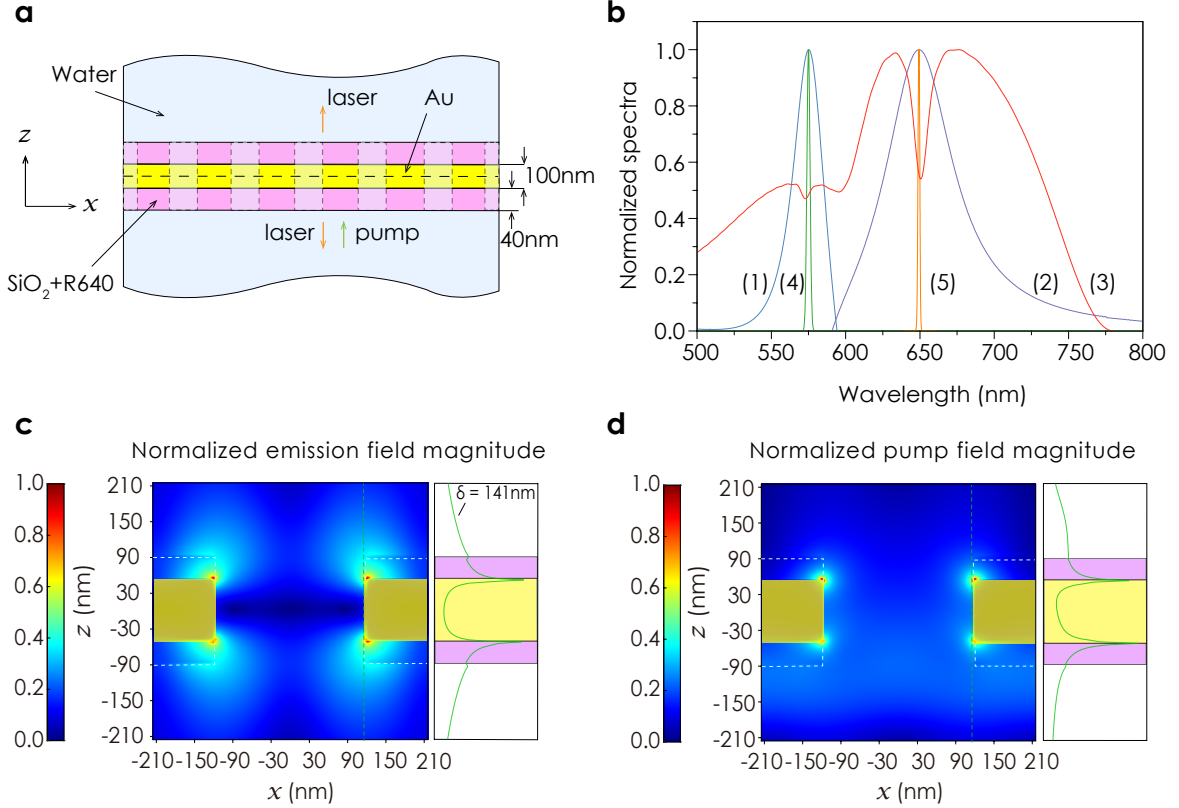 a
Water
laser
Au
z
x
100nm
laser
pump
40nm
SiO2+R640
b
Normalized spectra
1.0
0.8
0.6
0.4
0.2
0.0
(1) (4) (5) (2) (3)
500 550 600 650 700 750 800
Wavelength (nm)
c
Normalized emission field magnitude
1.0
0.8
0.6
0.4
0.2
0.0
z (nm)
210
150
90
30
-30
-90
-150
-210
δ = 141nm
-210 -150 -90 -30 30 90 150 210
x (nm)
d
Normalized pump field magnitude
1.0
0.8
0.6
0.4
0.2
0.0
z (nm)
210
150
90
30
-30
-90
-150
-210
-210 -150 -90 -30 30 90 150 210
x (nm)